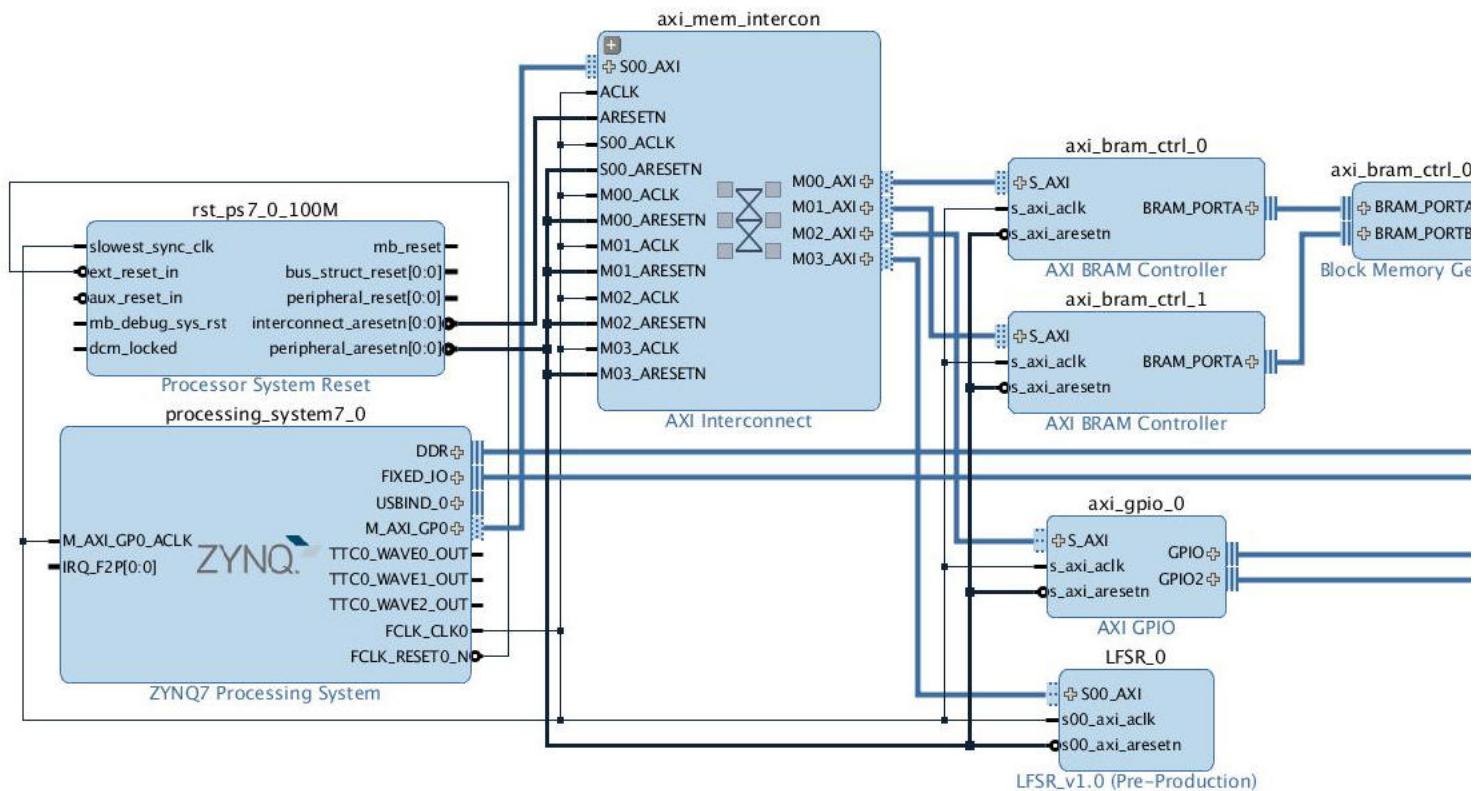 axi_mem_intercon
S00_AXI
ACLK
ARESETN
S00_ACLK
S00_ARESETN
M00_ACLK
M00_ARESETN
M01_ACLK
M01_ARESETN
M02_ACLK
M02_ARESETN
M03_ACLK
M03_ARESETN
M00_AXI
M01_AXI
M02_AXI
M03_AXI
AXI Interconnect
rst_ps7_0_100M
slowest_sync_clk
ext_reset_in
aux_reset_in
mb_debug_sys_rst
dcm_locked
mb_reset
bus_struct_reset[0:0]
peripheral_reset[0:0]
interconnect_aresetn[0:0]
peripheral_aresetn[0:0]
Processor System Reset
processing_system7_0
M_AXI_GP0_ACLK
IRQ_F2P[0:0]
ZYNQ.
DDR
FIXED_IO
USBIND_0
M_AXI_GP0
TTC0_WAVE0_OUT
TTC0_WAVE1_OUT
TTC0_WAVE2_OUT
FCLK_CLK0
FCLK_RESET0_N
ZYNQ7 Processing System
axi_bram_ctrl_0
S_AXI
s_axi_aclk
s_axi_aresetn
BRAM_PORTA
AXI BRAM Controller
axi_bram_ctrl_1
S_AXI
s_axi_aclk
s_axi_aresetn
BRAM_PORTA
AXI BRAM Controller
axi_bram_ctrl_0
BRAM_PORTA
BRAM_PORTB
Block Memory Ge
axi_gpio_0
S_AXI
s_axi_aclk
s_axi_aresetn
GPIO
GPIO2
AXI GPIO
LFSR_0
S00_AXI
s00_axi_aclk
s00_axi_aresetn
LFSR_v1.0 (Pre-Production)